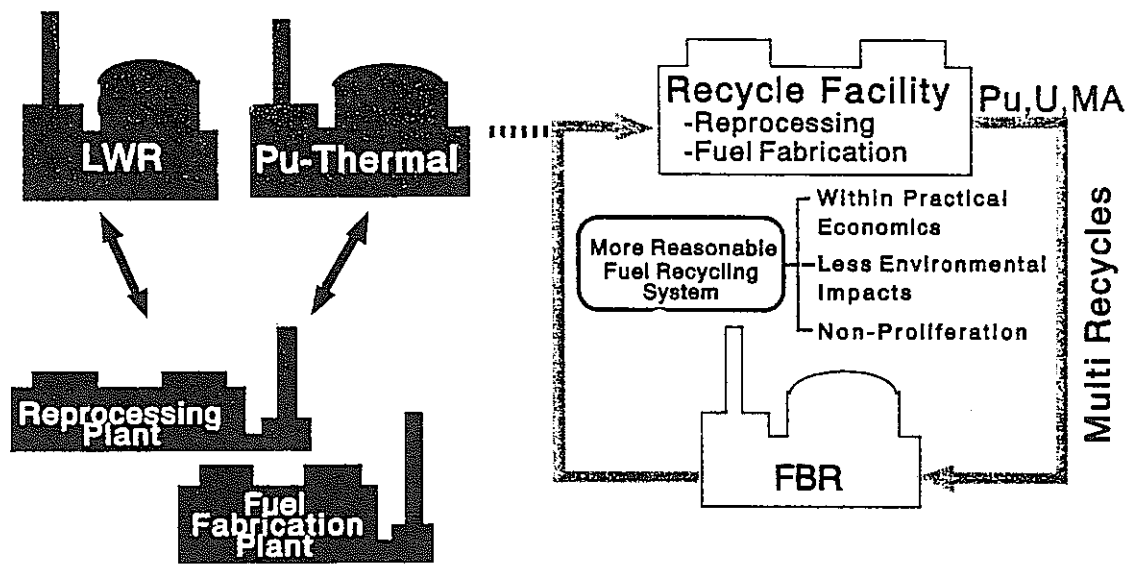 LWR
Pu-Thermal
Reprocessing
Plant
Fuel
Fabrication
Plant
Recycle Facility
-Reprocessing
-Fuel Fabrication
Pu,U,MA
More Reasonable
Fuel Recycling
System
Within Practical
Economics
Less Environmental
Impacts
Non-Proliferation
FBR
Multi Recycles